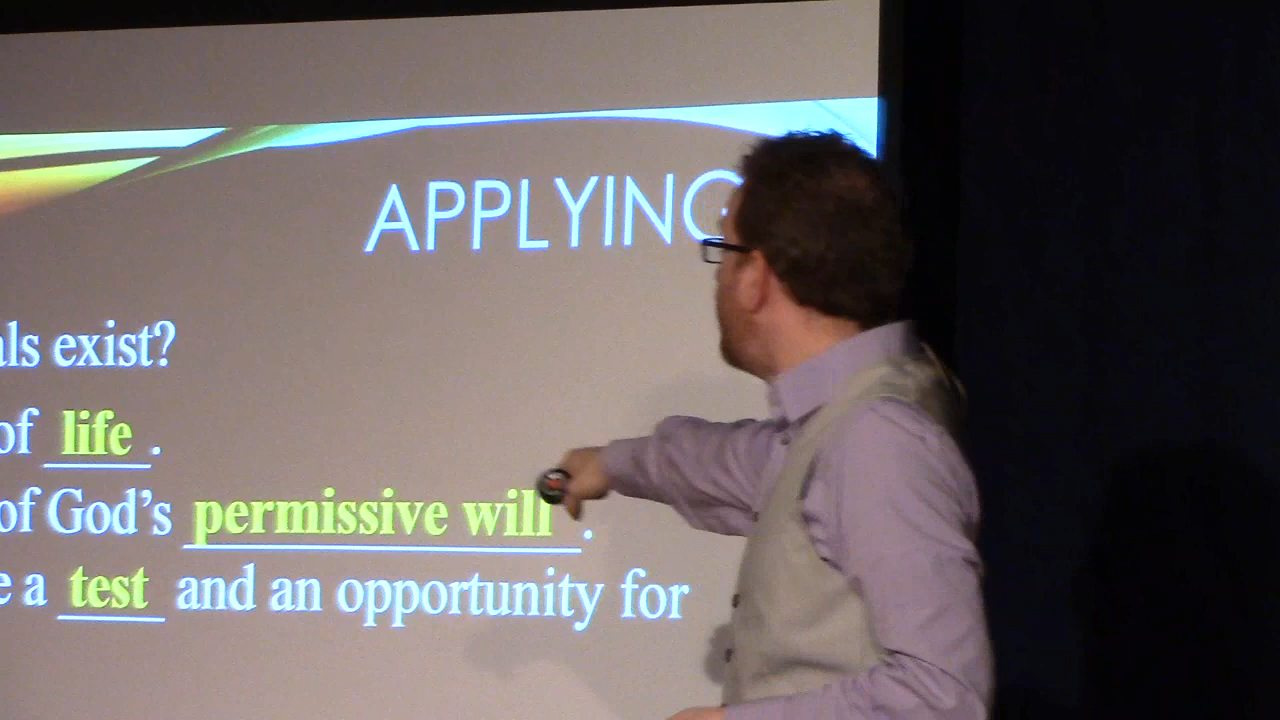 APPLYING
ls exist?
of life .
of God's permissive will .
a test and an opportunity for